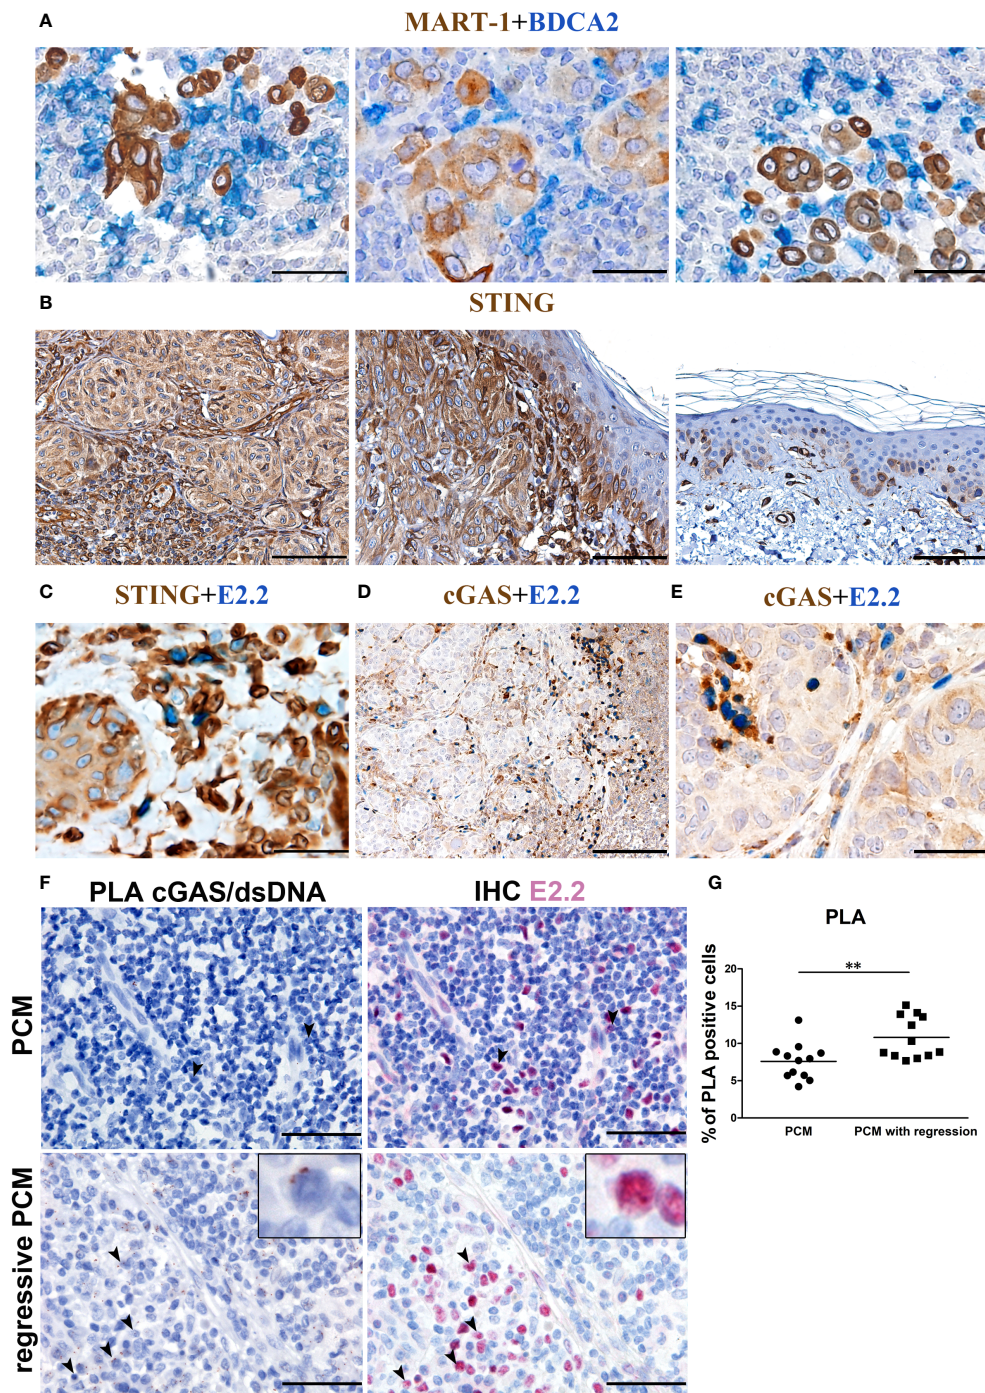 A
MART-1+BDCA2
B
STING
C
STING+E2.2
D
cGAS+E2.2
E
cGAS+E2.2
F
PLA cGAS/dsDNA
IHC E2.2
PCM
regressive PCM
G
PLA
% of PLA positive cells
20
15
10
5
0
**
PCM
PCM with regression